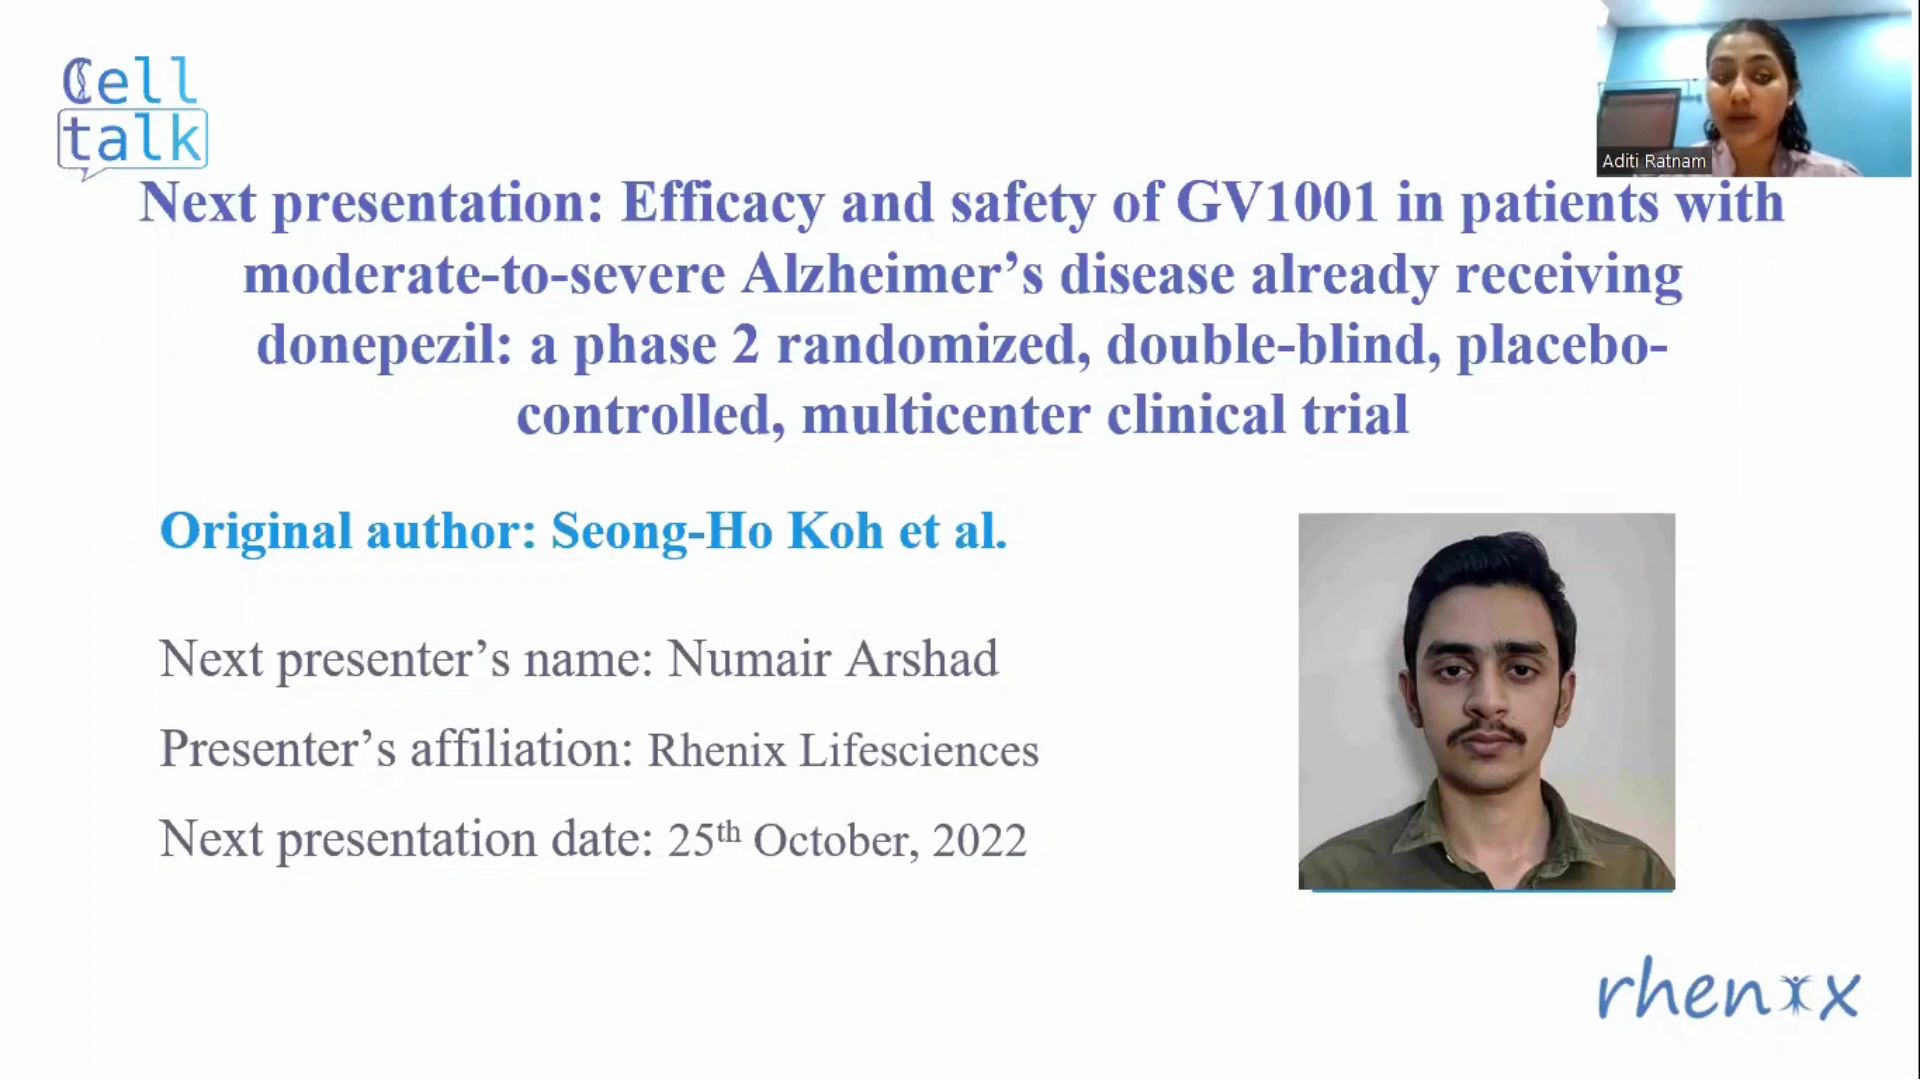 Cell
talk
Aditi Ratnam
Next presentation: Efficacy and safety of GV1001 in patients with
moderate-to-severe Alzheimer’s disease already receiving
donepezil: a phase 2 randomized, double-blind, placebo-
controlled, multicenter clinical trial
Original author: Seong-Ho Koh et al.
Next presenter’s name: Numair Arshad
Presenter’s affiliation: Rhenix Lifesciences
Next presentation date: 25th October, 2022
rhenix